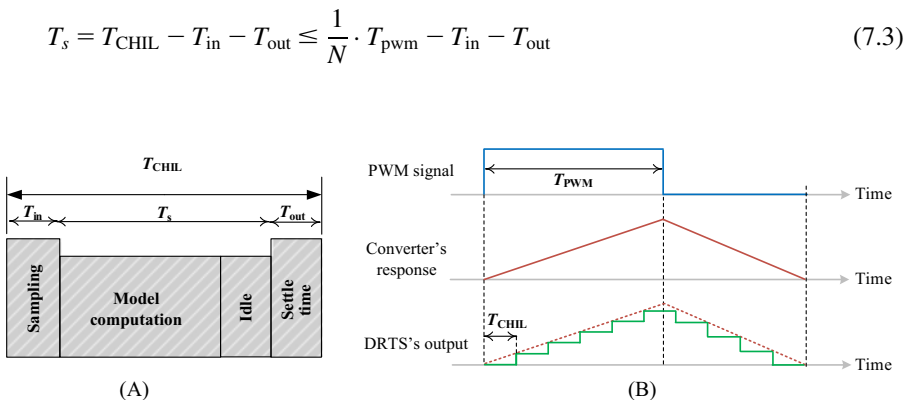 T_s = T_CHIL − T_in − T_out ≤ 1/N · T_pwm − T_in − T_out (7.3)
T_CHIL
T_in T_s T_out
Sampling
Model computation
Idle
Settle time
(A)
PWM signal
T_PWM
Time
Converter's response
Time
T_CHIL
DRTS's output
Time
(B)